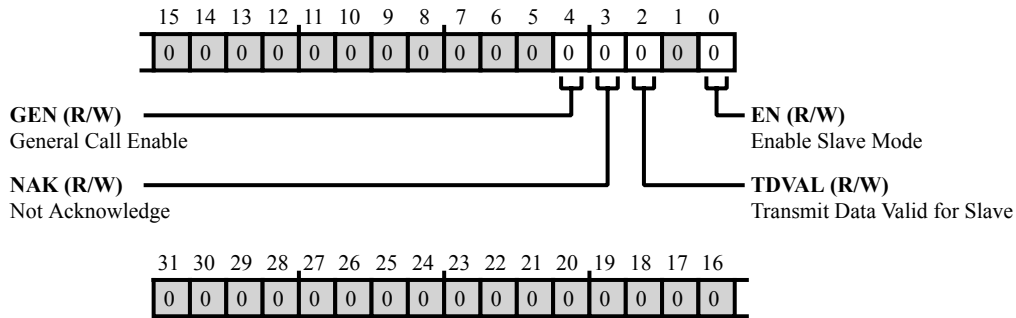 15 14 13 12 11 10 9 8 7 6 5 4 3 2 1 0
0 0 0 0 0 0 0 0 0 0 0 0 0 0 0 0
GEN (R/W)
General Call Enable
EN (R/W)
Enable Slave Mode
NAK (R/W)
Not Acknowledge
TDVAL (R/W)
Transmit Data Valid for Slave
31 30 29 28 27 26 25 24 23 22 21 20 19 18 17 16
0 0 0 0 0 0 0 0 0 0 0 0 0 0 0 0